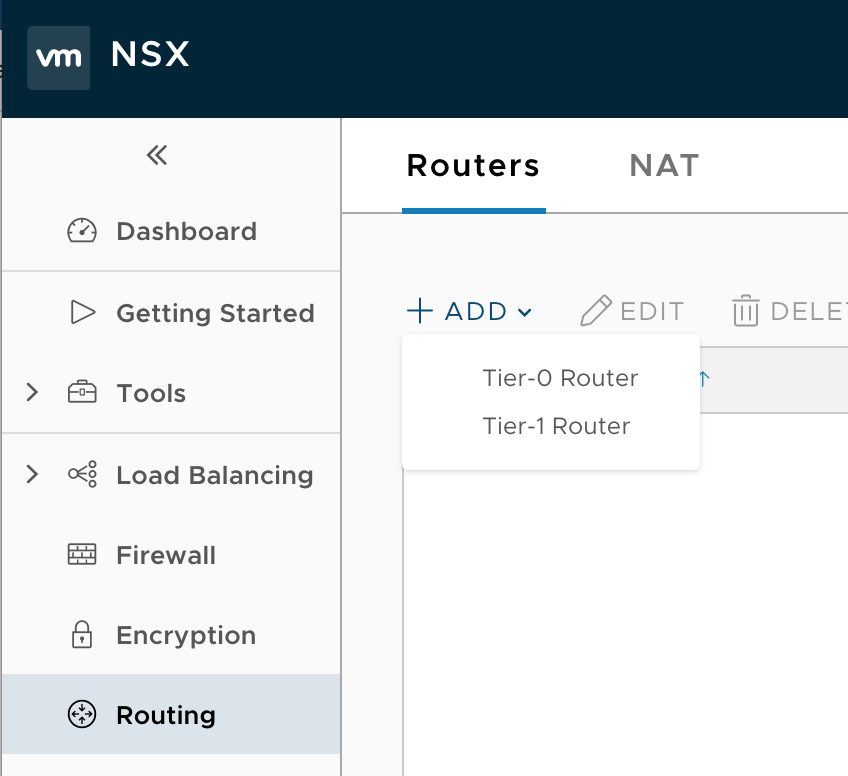 vm NSX
Routers NAT
Dashboard
Getting Started
ADD EDIT
Tools
Tier-0 Router
Tier-1 Router
Load Balancing
Firewall
Encryption
Routing